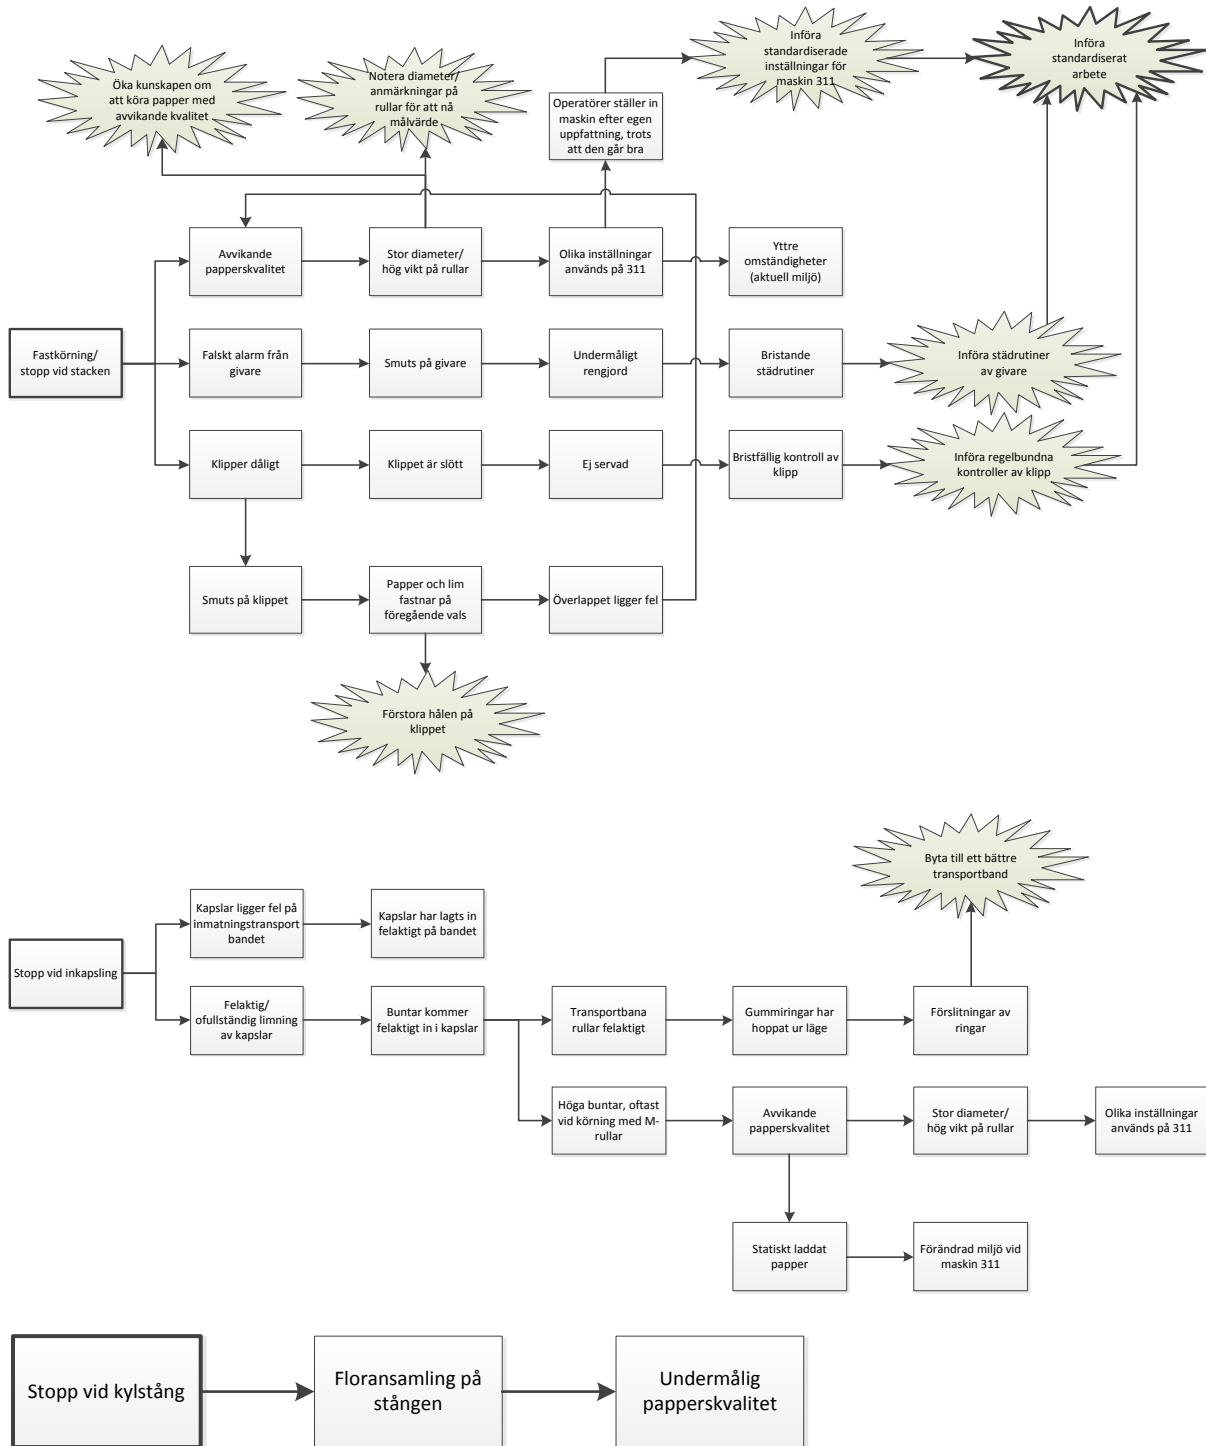 Införa
standardiserade
inställningar för
maskin 311
Införa
standardiserat
arbete
Öka kunskapen om
att köra papper med
avvikande kvalitet
Notera diameter/
anmärkningar på
rullar för att nå
målvärde
Operatörer ställer in
maskin efter egen
uppfattning, trots
att den går bra
Avvikande
papperskvalitet
Stor diameter/
hög vikt på rullar
Olika inställningar
används på 311
Yttre
omständigheter
(aktuell miljö)
Fastkörning/
stopp vid stacken
Falskt alarm från
givare
Smuts på givare
Undermåligt
rengjord
Bristande
städrutiner
Införa städrutiner
av givare
Klipper dåligt
Klippet är slött
Ej servad
Bristfällig kontroll av
klipp
Införa regelbundna
kontroller av klipp
Smuts på klippet
Papper och lim
fastnar på
föregående vals
Överlappet ligger fel
Förstora hålen på
klippet
Byta till ett bättre
transportband
Kapslar ligger fel på
inmatningstransport
bandet
Kapslar har lagts in
felaktigt på bandet
Stopp vid inkapsling
Felaktig/
ofullständig limning
av kapslar
Buntar kommer
felaktigt in i kapslar
Transportbana
rullar felaktigt
Gummiringar har
hoppat ur läge
Förslitningar av
ringar
Höga buntar, oftast
vid körning med M-
rullar
Avvikande
papperskvalitet
Stor diameter/
hög vikt på rullar
Olika inställningar
används på 311
Statiskt laddat
papper
Förändrad miljö vid
maskin 311
Stopp vid kylstång
Floransamling på
stången
Undermålig
papperskvalitet